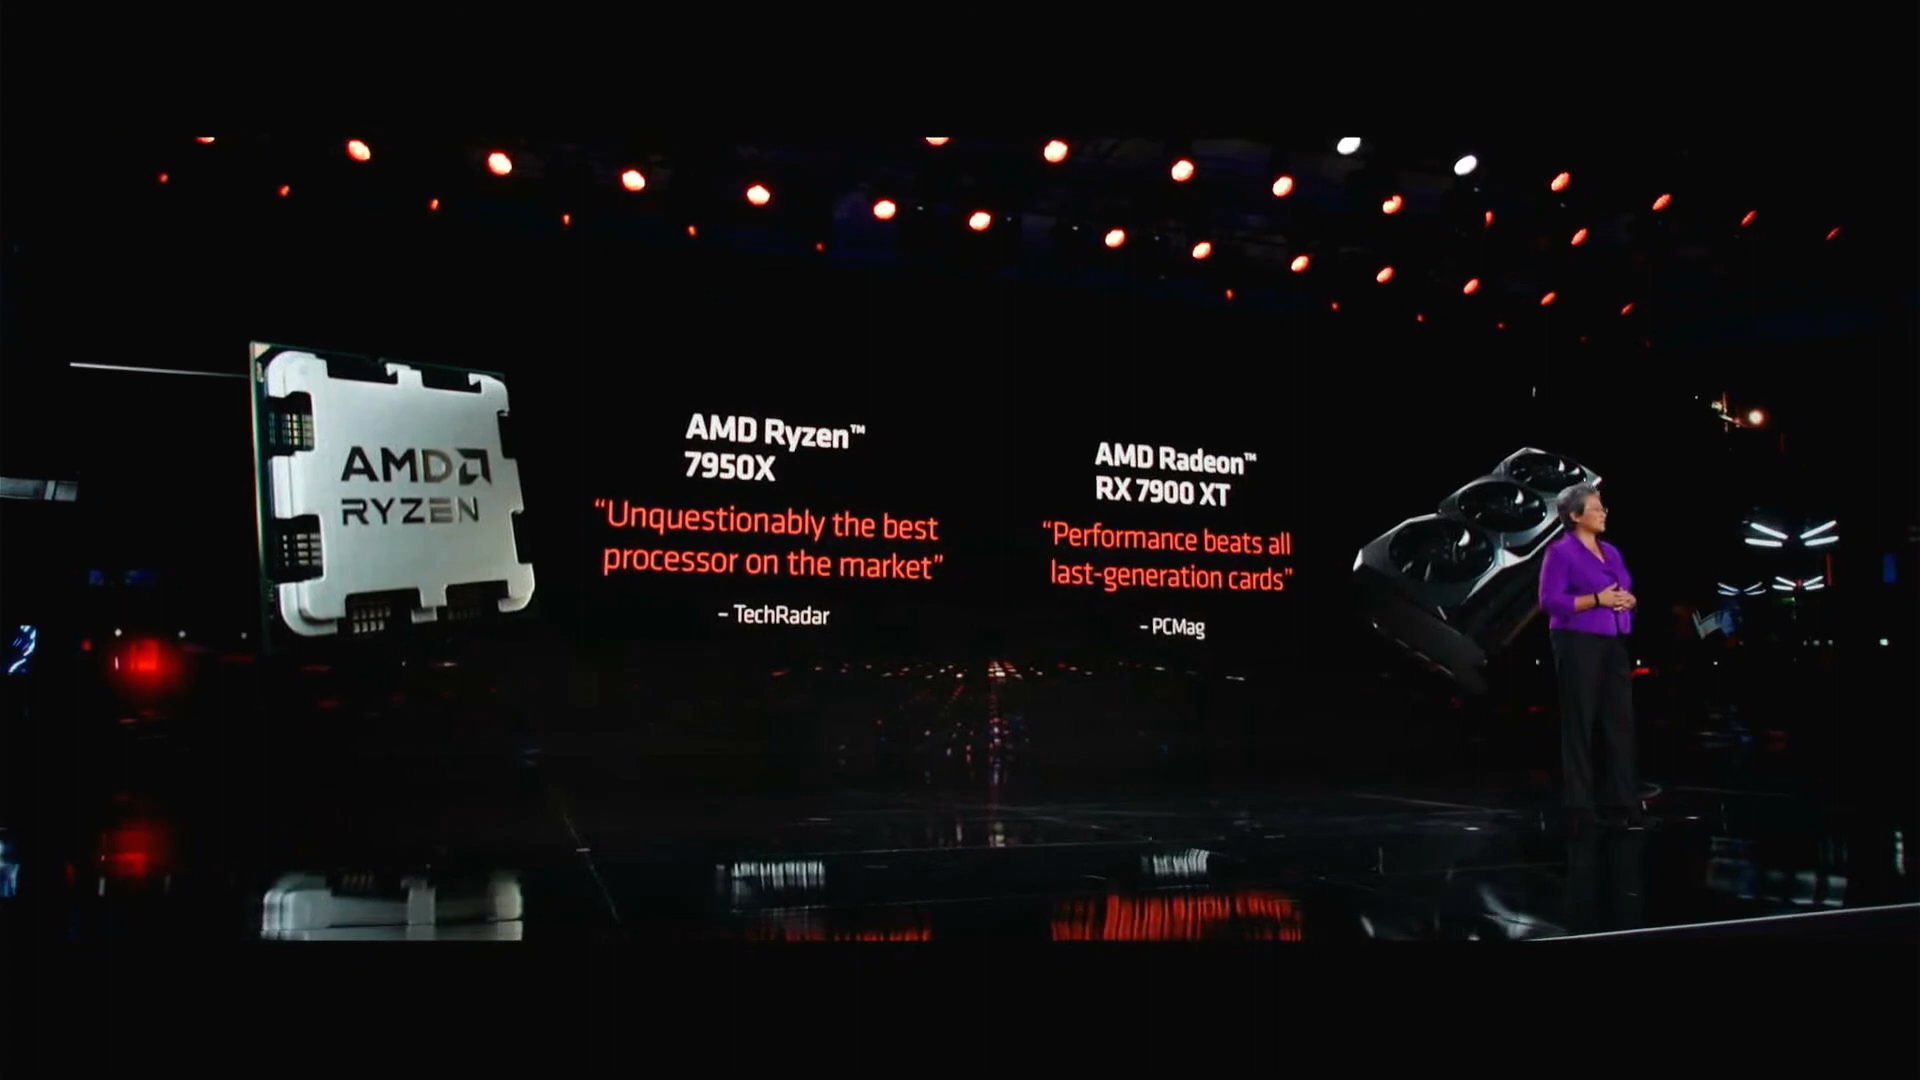 AMD
RYZEN
AMD Ryzen™
7950X
“Unquestionably the best
processor on the market”
– TechRadar
AMD Radeon™
RX 7900 XT
“Performance beats all
last-generation cards”
– PCMag